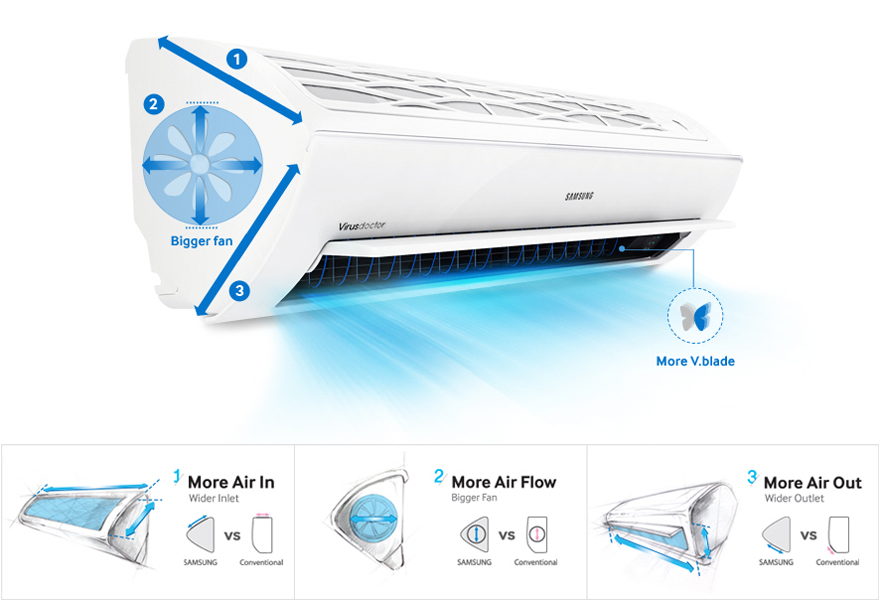 1
2
Bigger fan
3
SAMSUNG
Virusdoctor
More V.blade
1 More Air In
Wider Inlet
VS
SAMSUNG Conventional
2 More Air Flow
Bigger Fan
VS
SAMSUNG Conventional
3 More Air Out
Wider Outlet
VS
SAMSUNG Conventional